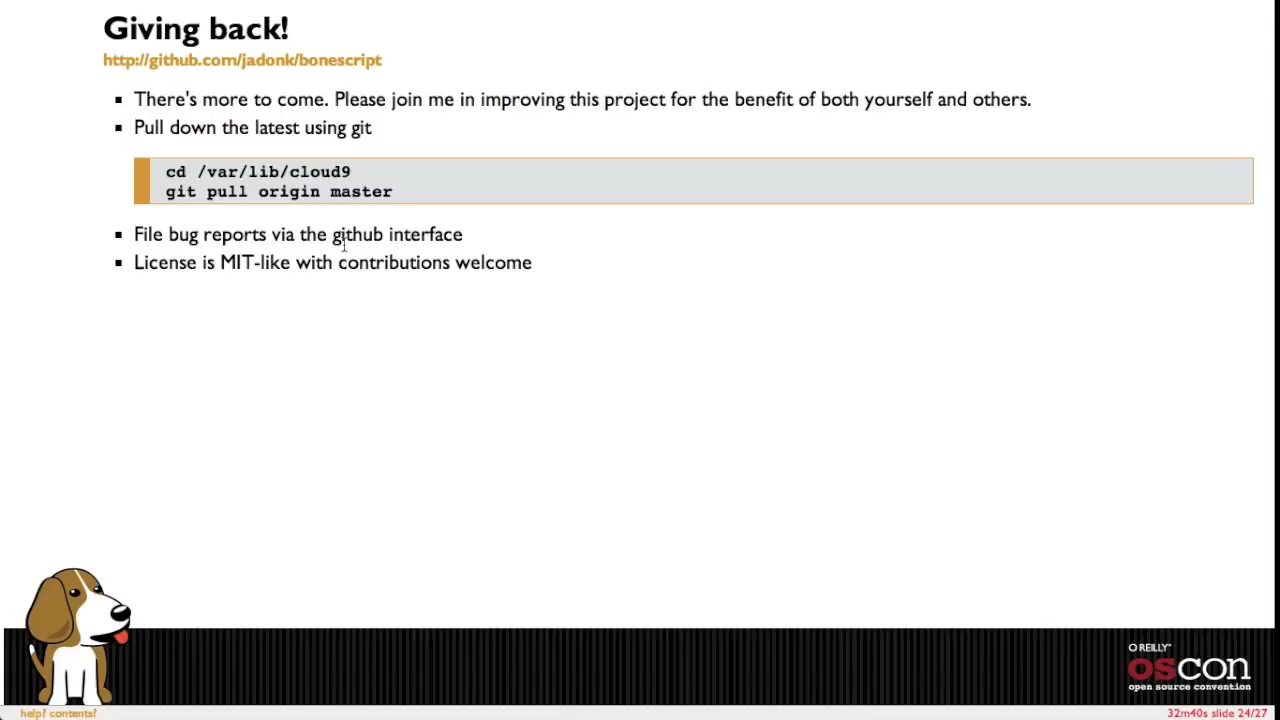 Giving back!
http://github.com/jadonk/bonescript
There's more to come. Please join me in improving this project for the benefit of both yourself and others.
Pull down the latest using git
cd /var/lib/cloud9
git pull origin master
File bug reports via the github interface
License is MIT-like with contributions welcome
O REILLY
oscon
open source convention
help? contents?
32m40s slide 24/27